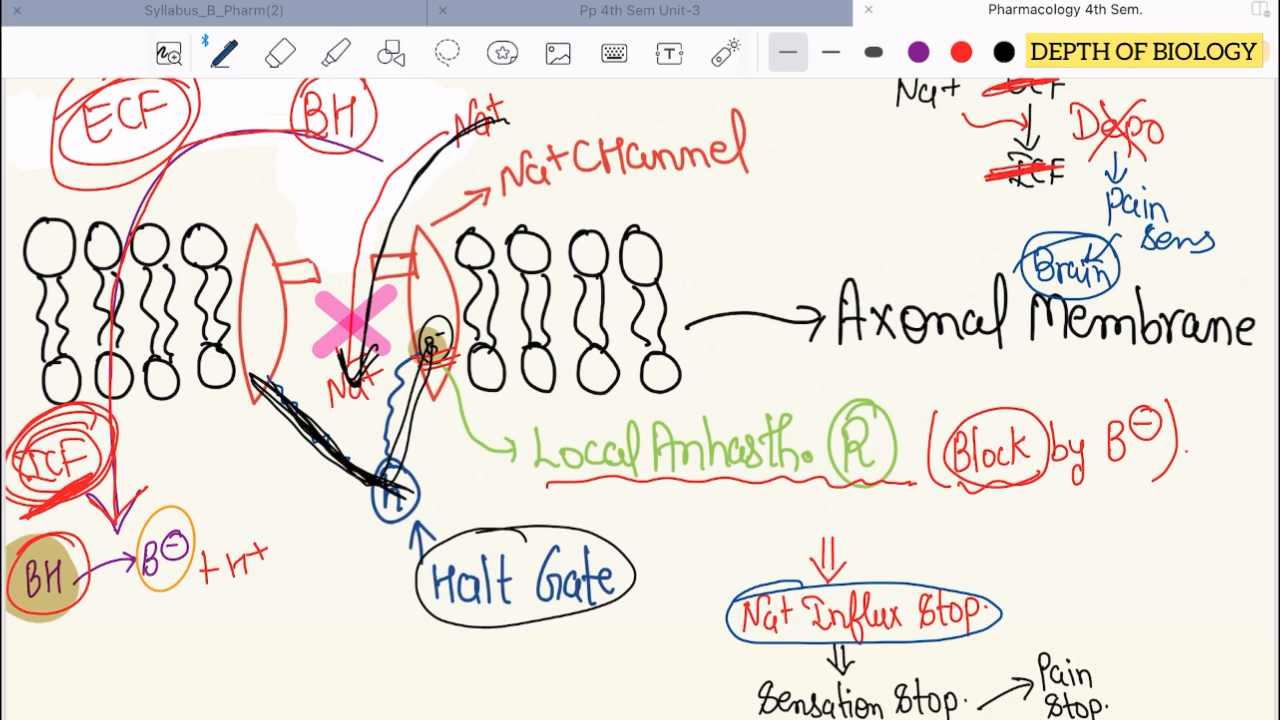 Syllabus_B_Pharm(2)
Pp 4th Sem Unit-3
Pharmacology 4th Sem.
DEPTH OF BIOLOGY
ECF
BH
Na+
Na+ CHannel
Na+
ECF
Depo
ICF
Pain
Sens
Brain
Axonal Membrane
B-
Na+
Local Anhasth. R (Block by B⊖).
ICF
H
BH
B⊖ + H+
Halt Gate
Na+ Influx Stop.
Sensation Stop.
Pain
Stop.